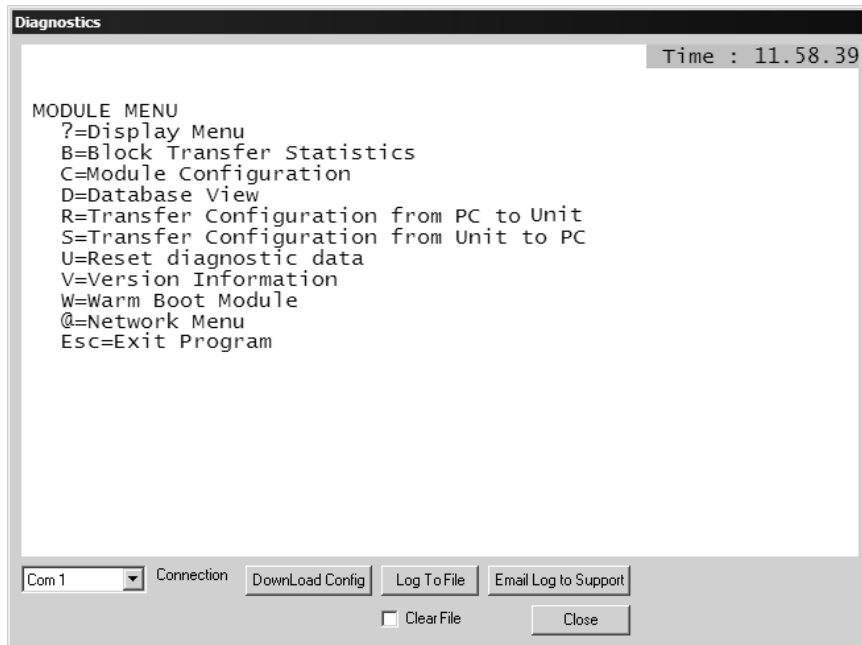 Diagnostics
Time : 11.58.39
MODULE MENU
?=Display Menu
B=Block Transfer Statistics
C=Module Configuration
D=Database View
R=Transfer Configuration from PC to Unit
S=Transfer Configuration from Unit to PC
U=Reset diagnostic data
V=Version Information
W=Warm Boot Module
@=Network Menu
Esc=Exit Program
Com 1 Connection DownLoad Config Log To File Email Log to Support
Clear File Close